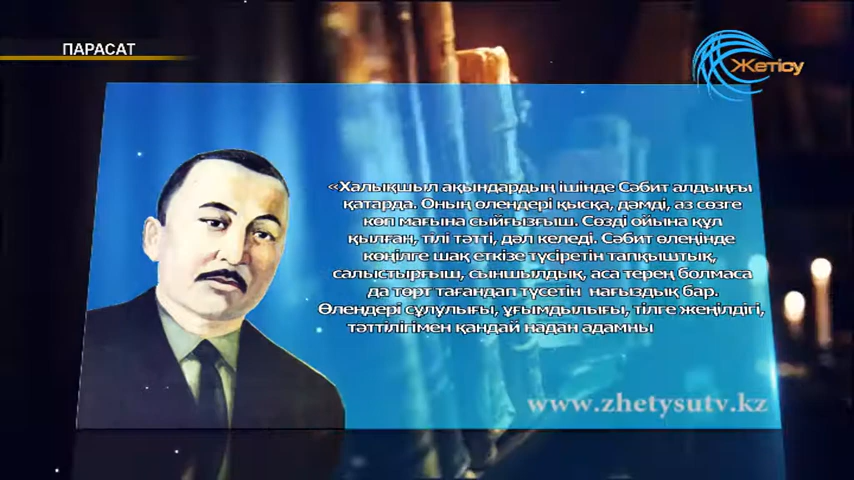 ПАРАСАТ
Жетісу
«Халықшыл ақындардың ішінде Сәбит алдыңғы
қатарда. Оның өлендері қысқа, дәмді, аз сөзге
көп мағына сыйғызғыш. Сөзді ойына құл
қылған, тілі тәтті, дәл келеді. Сәбит өлеңінде
көңілге шақ еткізе түсіретін тапқыштық,
салыстырғыш, сыншылдық, аса терең болмаса
да төрт тағандап түсетін нағыздық бар.
Өлендері сұлулығы, ұғымдылығы, тілге жеңілдігі,
тәттілігімен қандай надан адамны
www.zhetysutv.kz